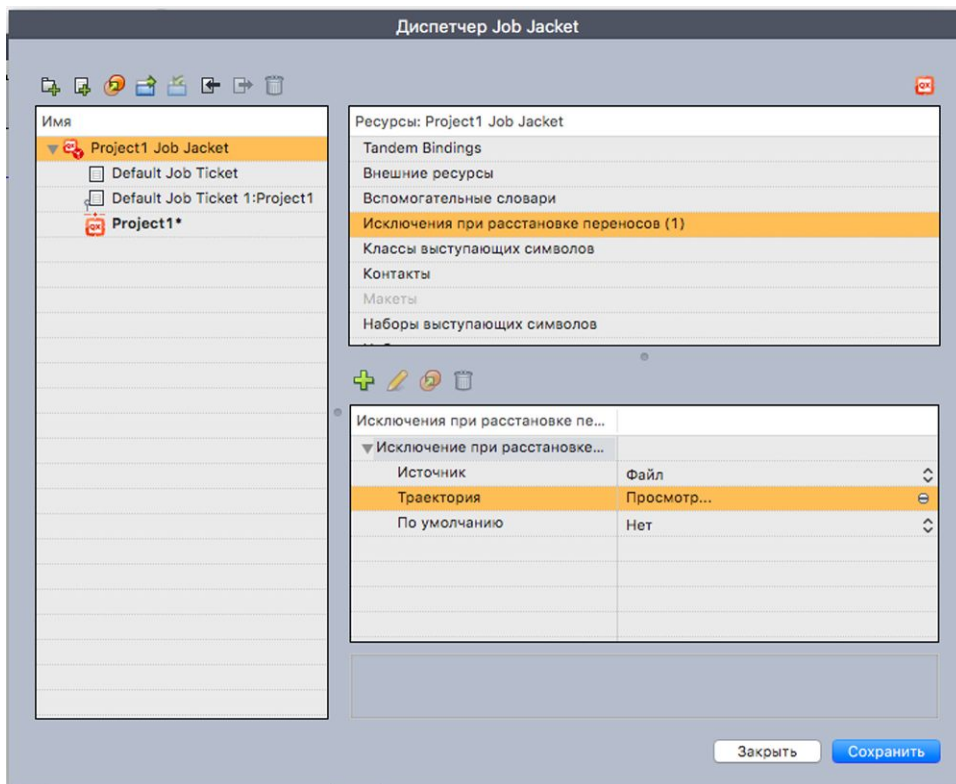 Диспетчер Job Jacket
Имя
Project1 Job Jacket
Default Job Ticket
Default Job Ticket 1:Project1
Project1*
Ресурсы: Project1 Job Jacket
Tandem Bindings
Внешние ресурсы
Вспомогательные словари
Исключения при расстановке переносов (1)
Классы выступающих символов
Контакты
Макеты
Наборы выступающих символов
Исключения при расстановке пе...
Исключение при расстановке...
Источник Файл
Траектория Просмотр...
По умолчанию Нет
Закрыть Сохранить